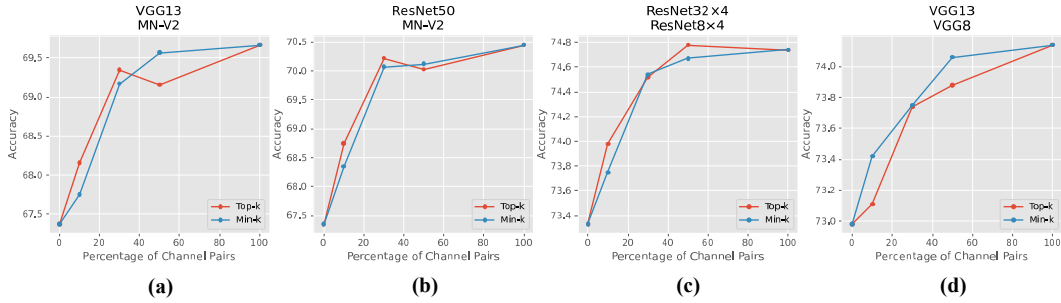 VGG13
MN-V2
Accuracy
69.5
69.0
68.5
68.0
67.5
0 20 40 60 80 100
Percentage of Channel Pairs
Top-k
Min-k
(a)
ResNet50
MN-V2
70.5
70.0
69.5
69.0
68.5
68.0
67.5
Accuracy
0 20 40 60 80 100
Percentage of Channel Pairs
Top-k
Min-k
(b)
ResNet32×4
ResNet8×4
Accuracy
74.8
74.6
74.4
74.2
74.0
73.8
73.6
73.4
0 20 40 60 80 100
Percentage of Channel Pairs
Top-k
Min-k
(c)
VGG13
VGG8
Accuracy
74.0
73.8
73.6
73.4
73.2
73.0
0 20 40 60 80 100
Percentage of Channel Pairs
Top-k
Min-k
(d)